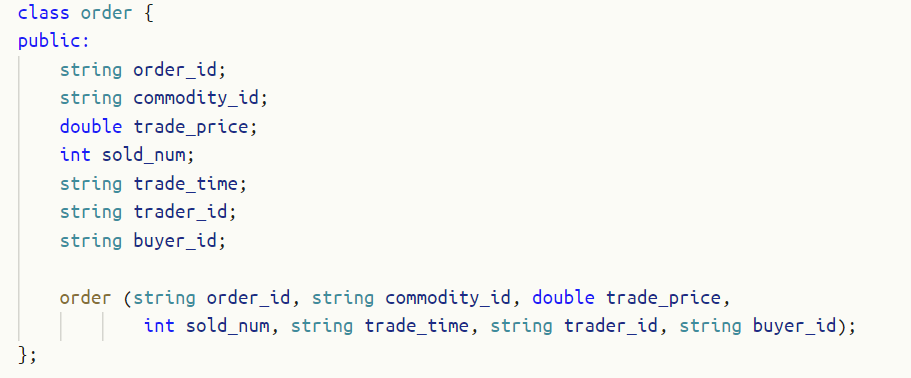 class order {
public:
    string order_id;
    string commodity_id;
    double trade_price;
    int sold_num;
    string trade_time;
    string trader_id;
    string buyer_id;

    order (string order_id, string commodity_id, double trade_price,
            int sold_num, string trade_time, string trader_id, string buyer_id);
};